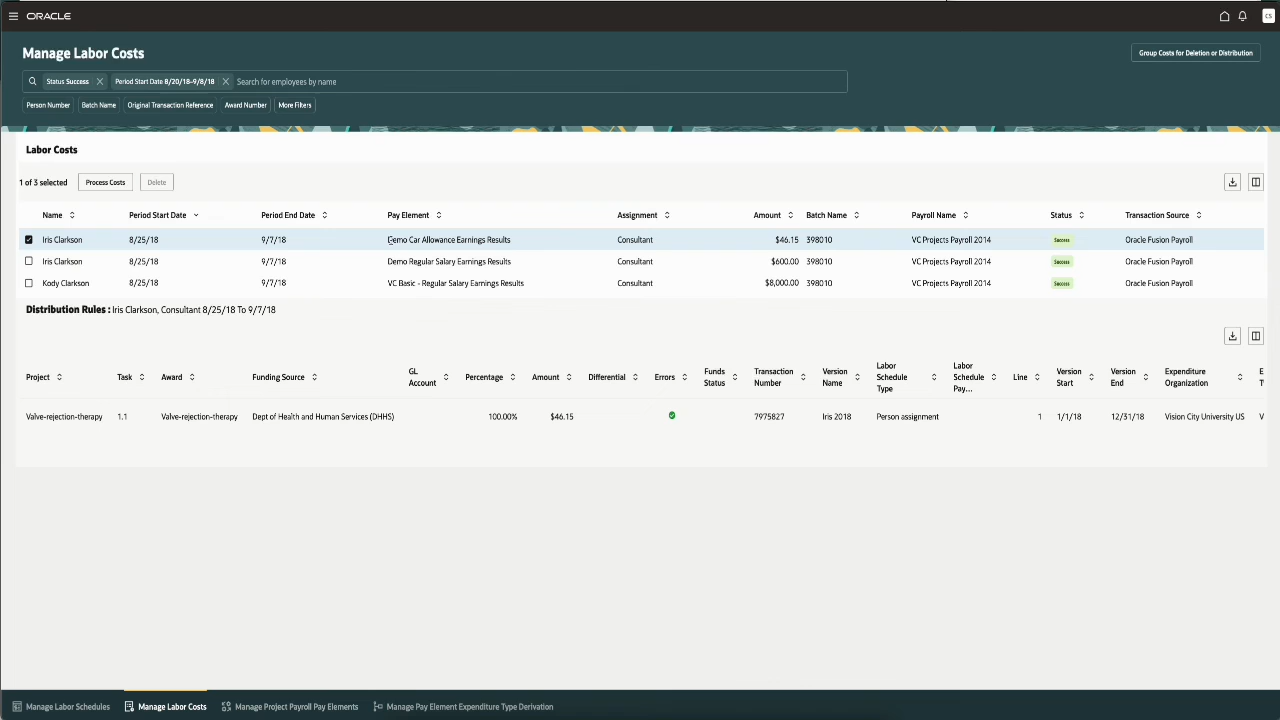 ORACLE
CS
Manage Labor Costs
Group Costs for Deletion or Distribution
Status Success Period Start Date 8/20/18-9/8/18 Search for employees by name
Person Number Batch Name Original Transaction Reference Award Number More Filters
Labor Costs
1 of 3 selected Process Costs Delete
Name Period Start Date Period End Date Pay Element Assignment Amount Batch Name Payroll Name Status Transaction Source
Iris Clarkson 8/25/18 9/7/18 Demo Car Allowance Earnings Results Consultant $46.15 398010 VC Projects Payroll 2014 Success Oracle Fusion Payroll
Iris Clarkson 8/25/18 9/7/18 Demo Regular Salary Earnings Results Consultant $600.00 398010 VC Projects Payroll 2014 Success Oracle Fusion Payroll
Kody Clarkson 8/25/18 9/7/18 VC Basic - Regular Salary Earnings Results Consultant $8,000.00 398010 VC Projects Payroll 2014 Success Oracle Fusion Payroll
Distribution Rules : Iris Clarkson, Consultant 8/25/18 To 9/7/18
Project Task Award Funding Source GL Account Percentage Amount Differential Errors Funds Status Transaction Number Version Name Labor Schedule Type Labor Schedule Pay... Line Version Start Version End Expenditure Organization E T
Valve-rejection-therapy 1.1 Valve-rejection-therapy Dept of Health and Human Services (DHHS) 100.00% $46.15 7975827 Iris 2018 Person assignment 1 1/1/18 12/31/18 Vision City University US V
Manage Labor Schedules Manage Labor Costs Manage Project Payroll Pay Elements Manage Pay Element Expenditure Type Derivation